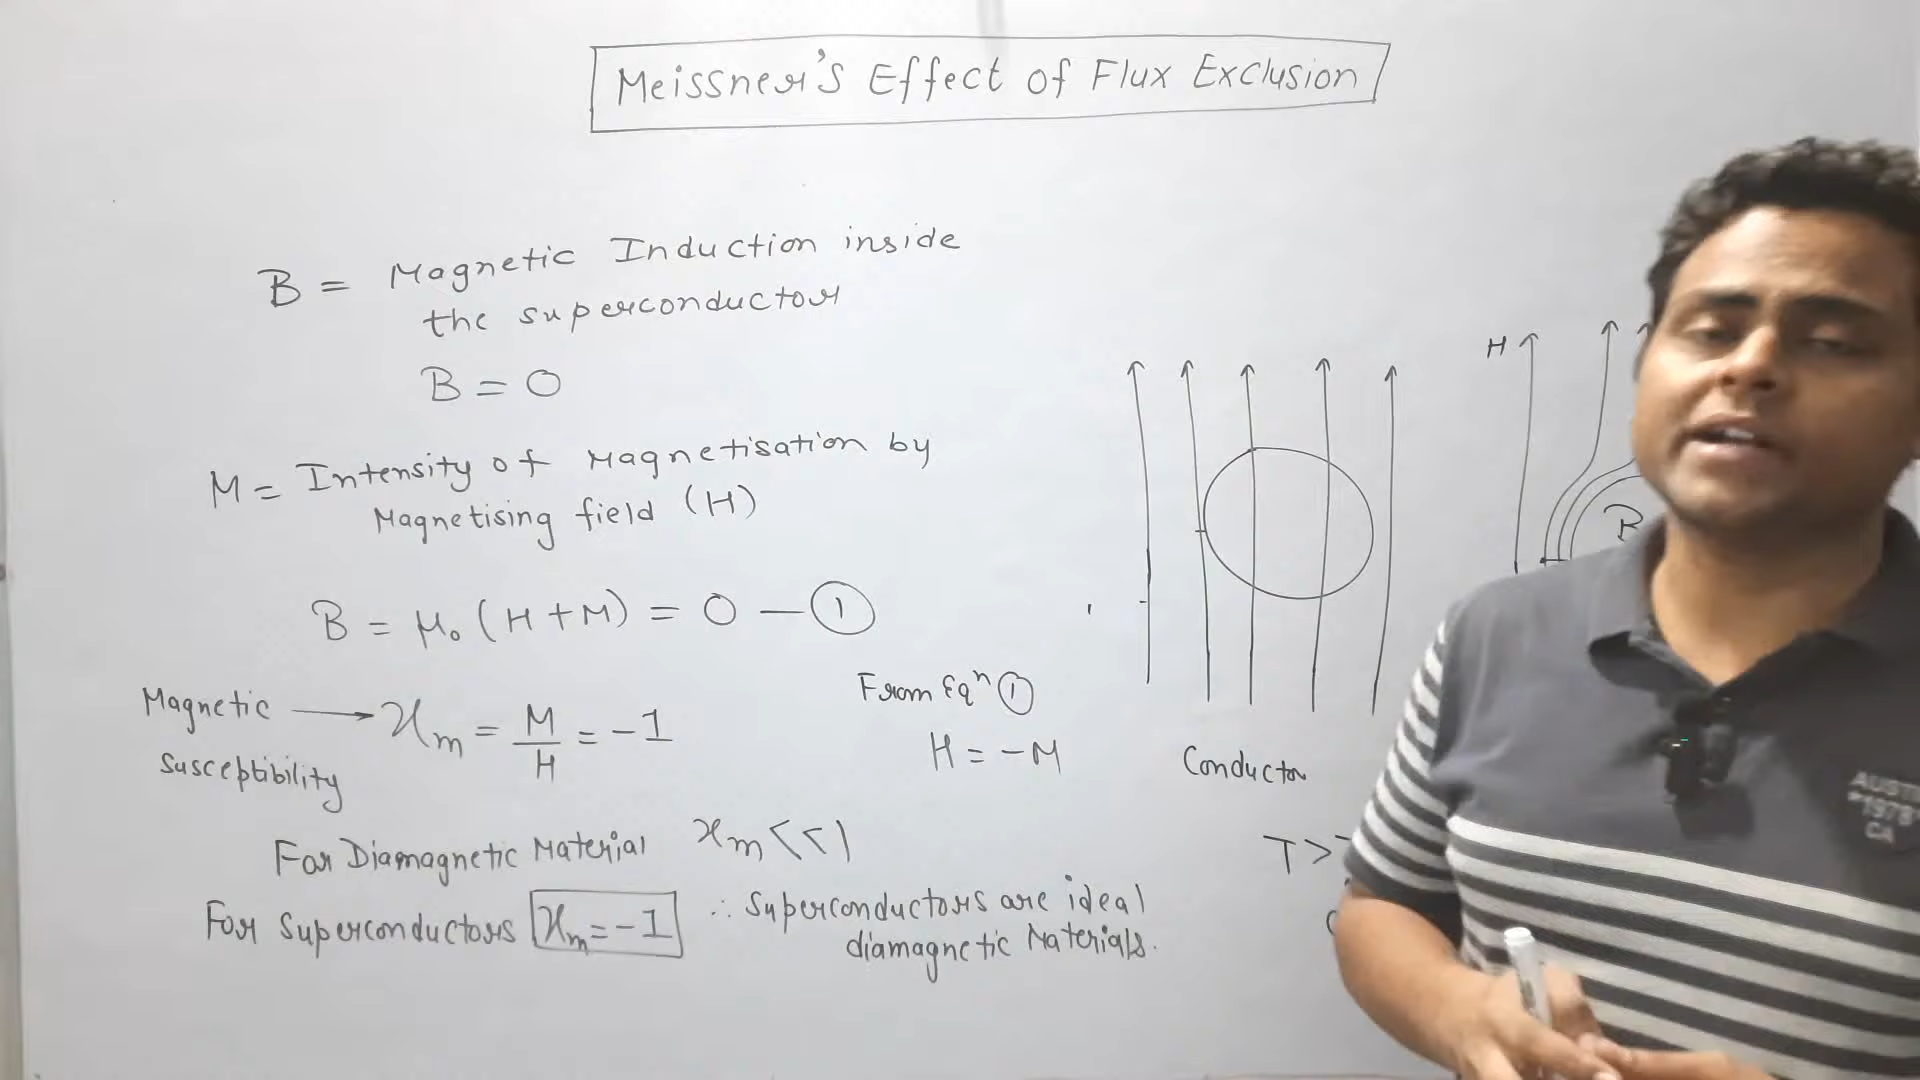 Meissner's Effect of Flux Exclusion
B = Magnetic Induction inside
the superconductor
B = 0
M = Intensity of Magnetisation by
Magnetising field (H)
B = μ₀ (H + M) = 0 — ①
Magnetic
susceptibility
→ χm = M/H = -1
From Eqⁿ ①
H = -M
For Diamagnetic Material χm << 1
For Superconductors χm = -1
∴ Superconductors are ideal
diamagnetic Materials.
H
Conductor
T >
1978
CA